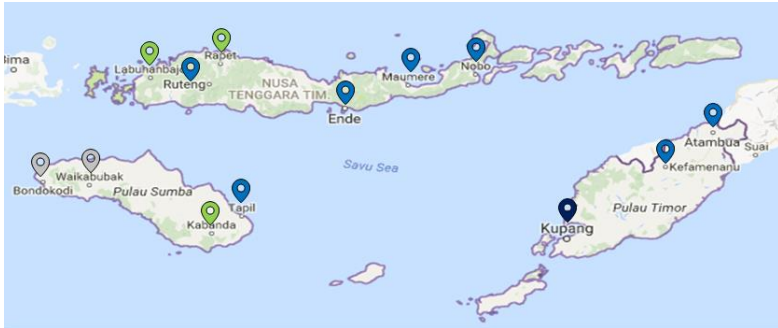 Bima
Labuhanbajo
Rapet
Ruteng
NUSA
TENGGARA TIM.
Ende
Maumere
Nobo
Atambua
Suai
Kefamenanu
Savu Sea
Bondokodi
Waikabubak
Pulau Sumba
Tapil
Kabanda
Pulau Timor
Kupang